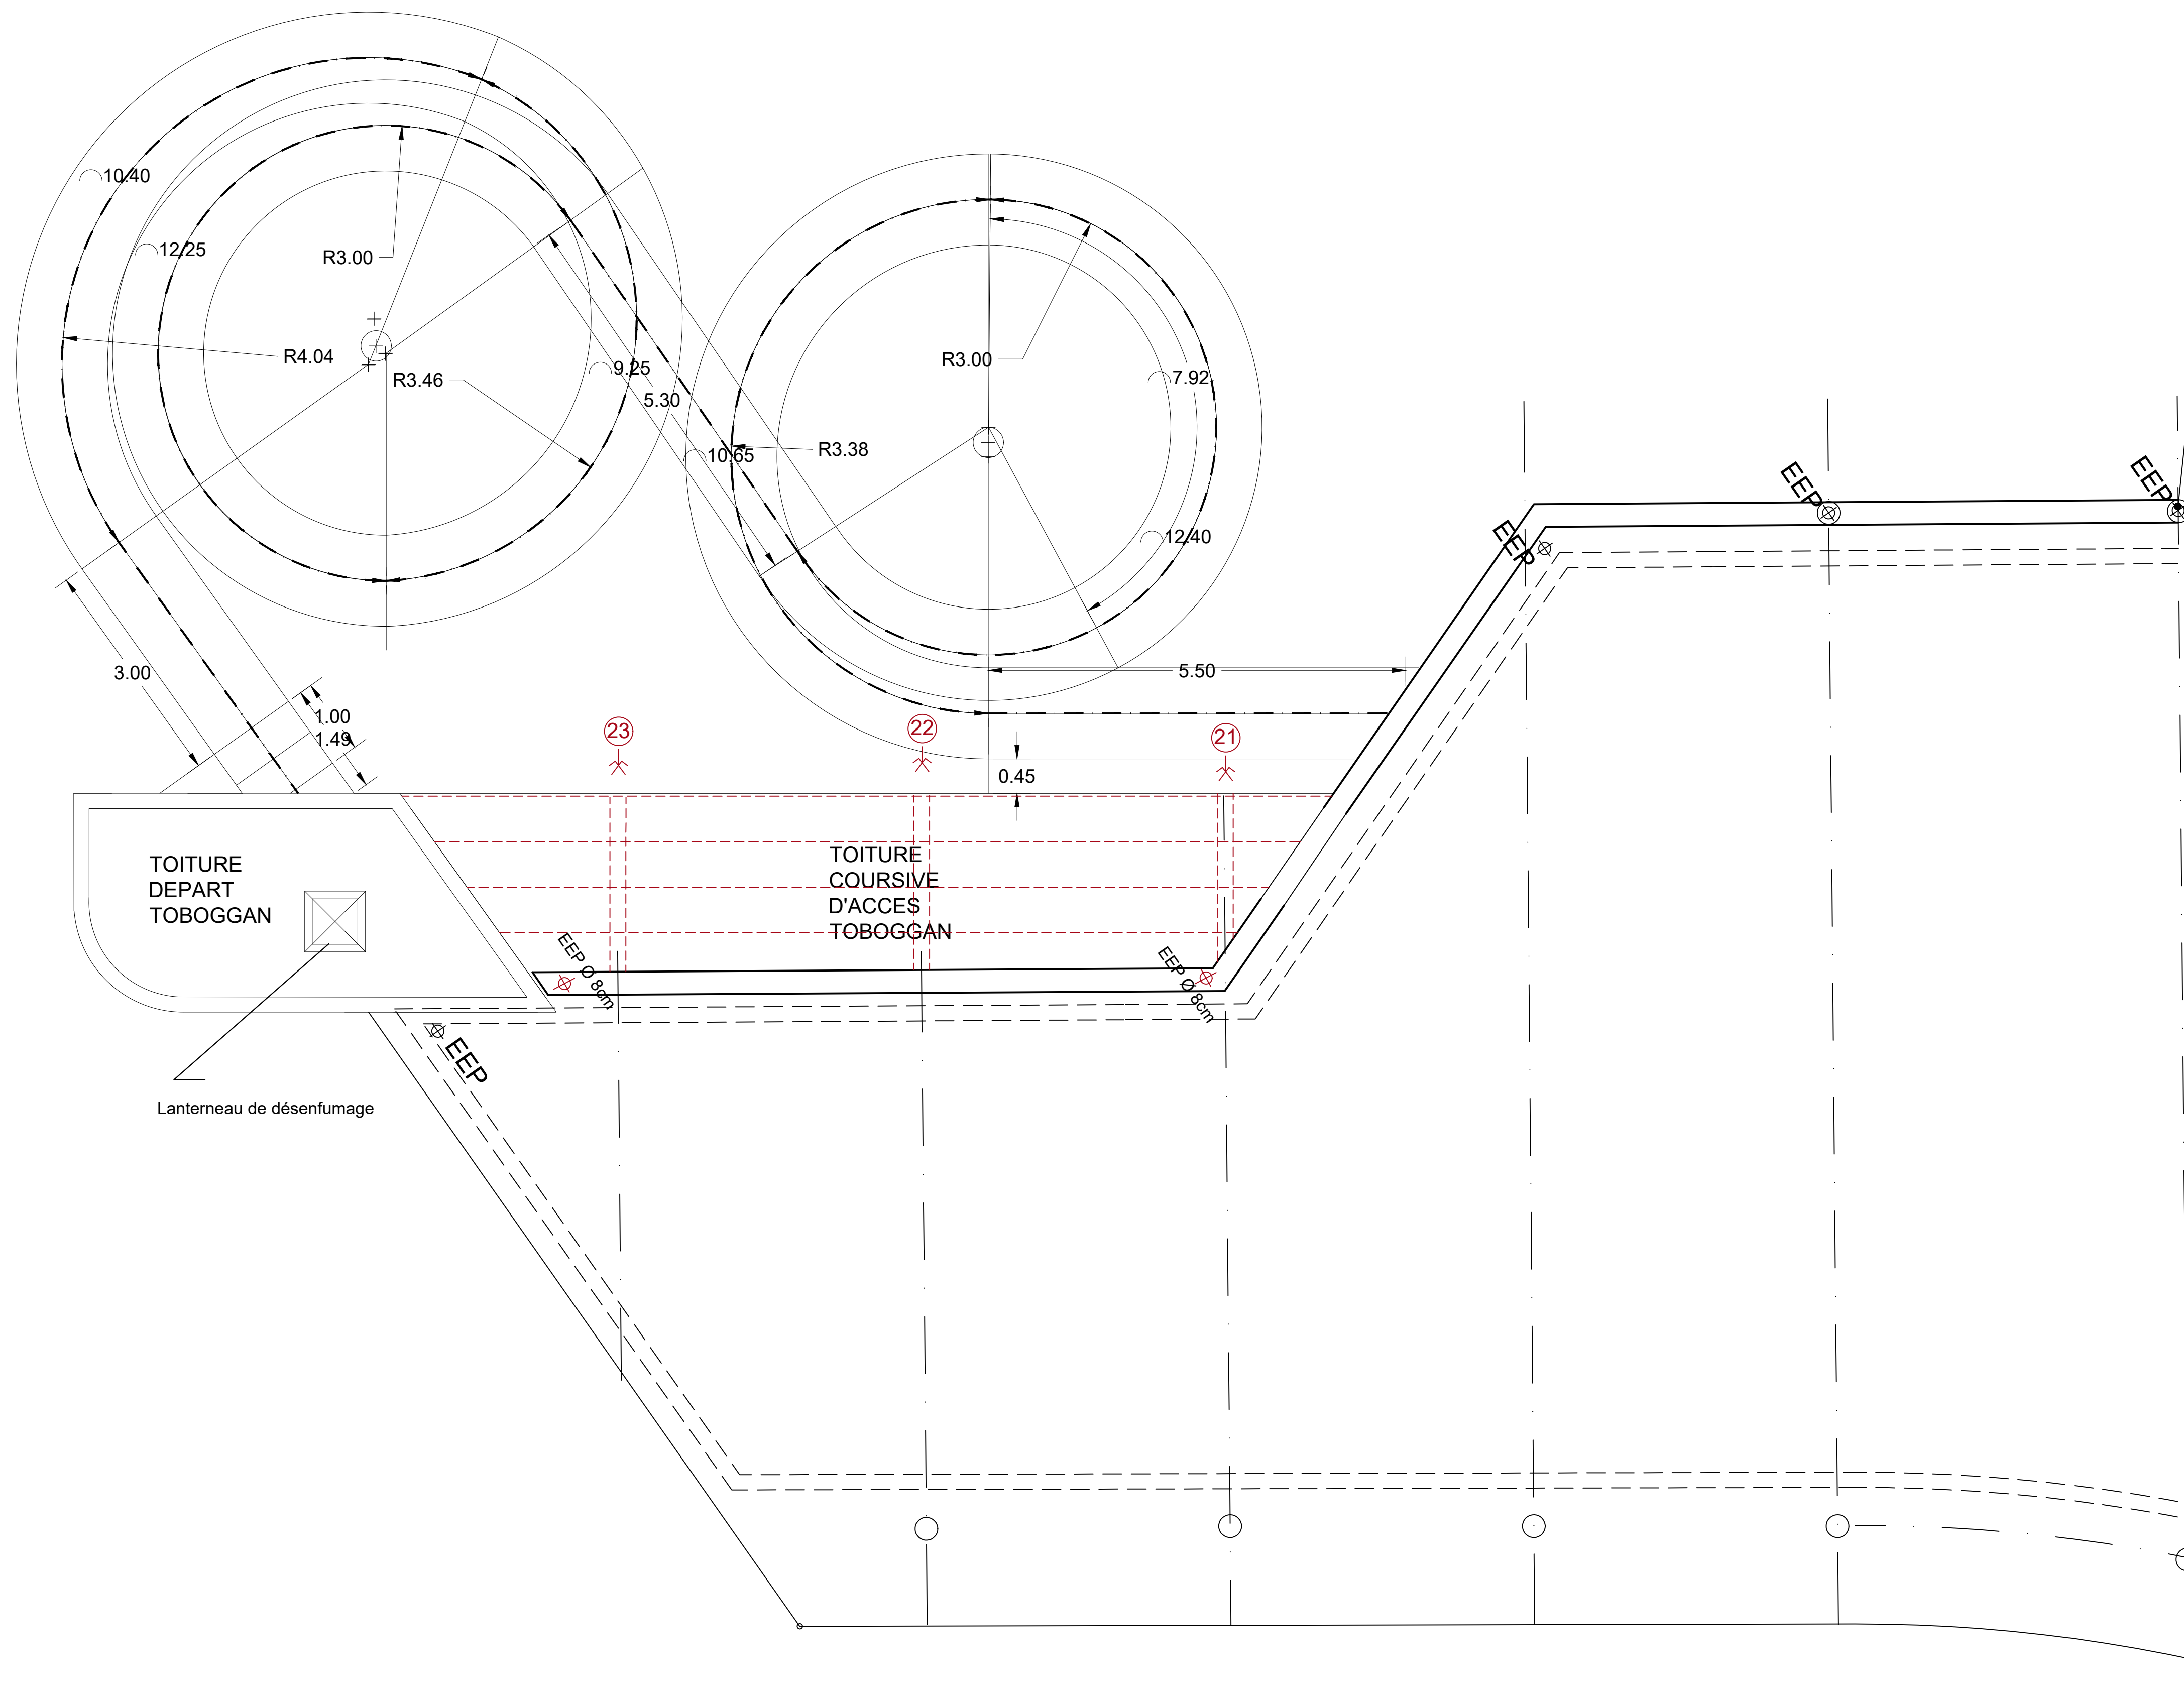 10.40
12.25
R3.00
R4.04
R3.46
9.25
5.30
R3.00
7.92
R3.38
10.65
12.40
EEP
EEP
EEP
3.00
5.50
1.00
1.49
23
22
21
0.45
TOITURE
DEPART
TOBOGGAN
TOITURE
COURSIVE
D'ACCES
TOBOGGAN
EEP Ø 8cm
EEP Ø 8cm
EEP
Lanterneau de désenfumage